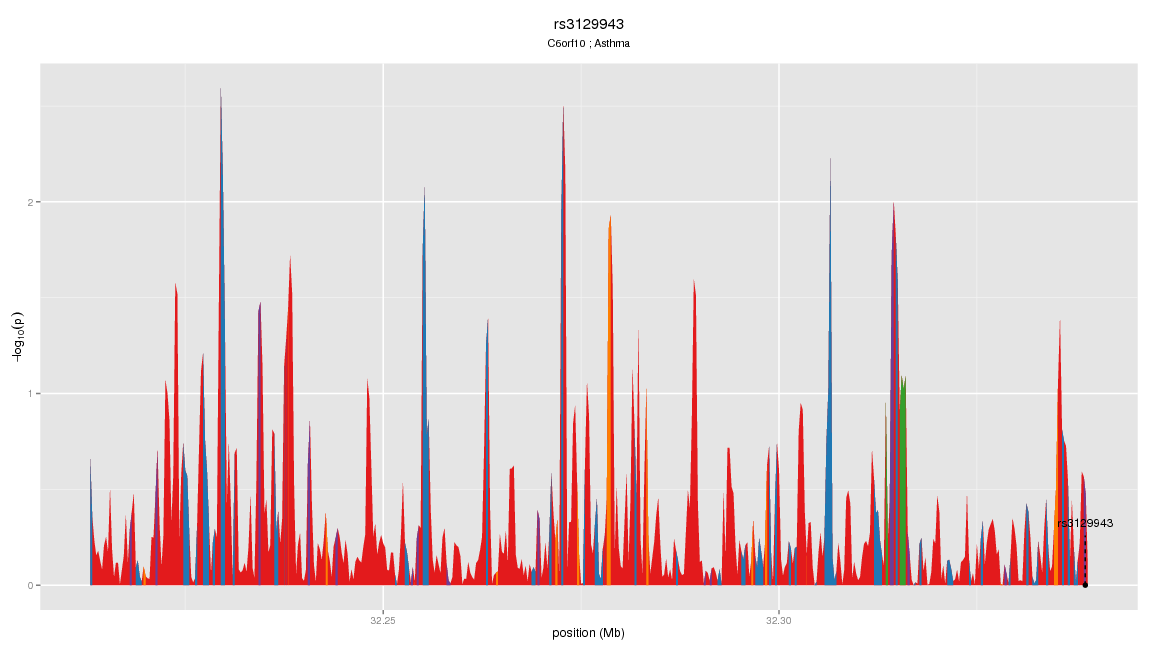 rs3129943
C6orf10 ; Asthma
−log10(p)
2
1
0
rs3129943
32.25
32.30
position (Mb)